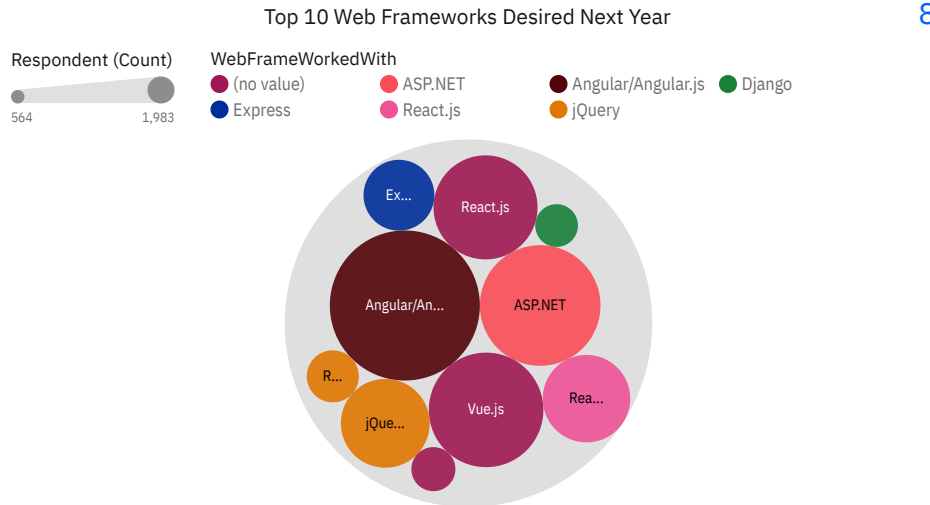 Top 10 Web Frameworks Desired Next Year
8
Respondent (Count)
564
1,983
WebFrameWorkedWith
(no value)
ASP.NET
Angular/Angular.js
Django
Express
React.js
jQuery
Ex...
React.js
Angular/An...
ASP.NET
R...
jQue...
Vue.js
Rea...